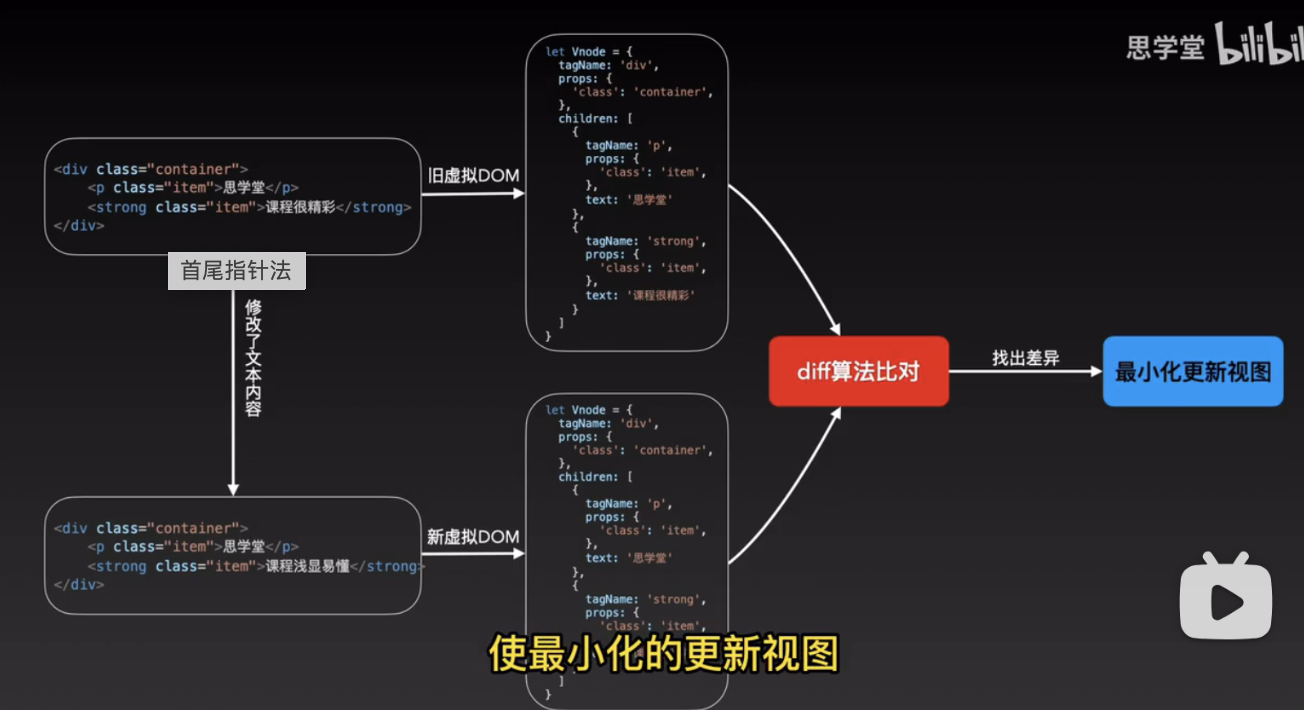 思学堂 bilibili
<div class="container">
<p class="item">思学堂</p>
<strong class="item">课程很精彩</strong>
</div>
首尾指针法
修改了文本内容
<div class="container">
<p class="item">思学堂</p>
<strong class="item">课程浅显易懂</strong>
</div>
旧虚拟DOM
let Vnode = {
tagName: 'div',
props: {
'class': 'container',
},
children: [
{
tagName: 'p',
props: {
'class': 'item',
},
text: '思学堂'
},
{
tagName: 'strong',
props: {
'class': 'item',
},
text: '课程很精彩'
}
]
}
新虚拟DOM
let Vnode = {
tagName: 'div',
props: {
'class': 'container',
},
children: [
{
tagName: 'p',
props: {
'class': 'item',
},
text: '思学堂'
},
{
tagName: 'strong',
props: {
'class': 'item',
]
}
diff算法比对
找出差异
最小化更新视图
使最小化的更新视图